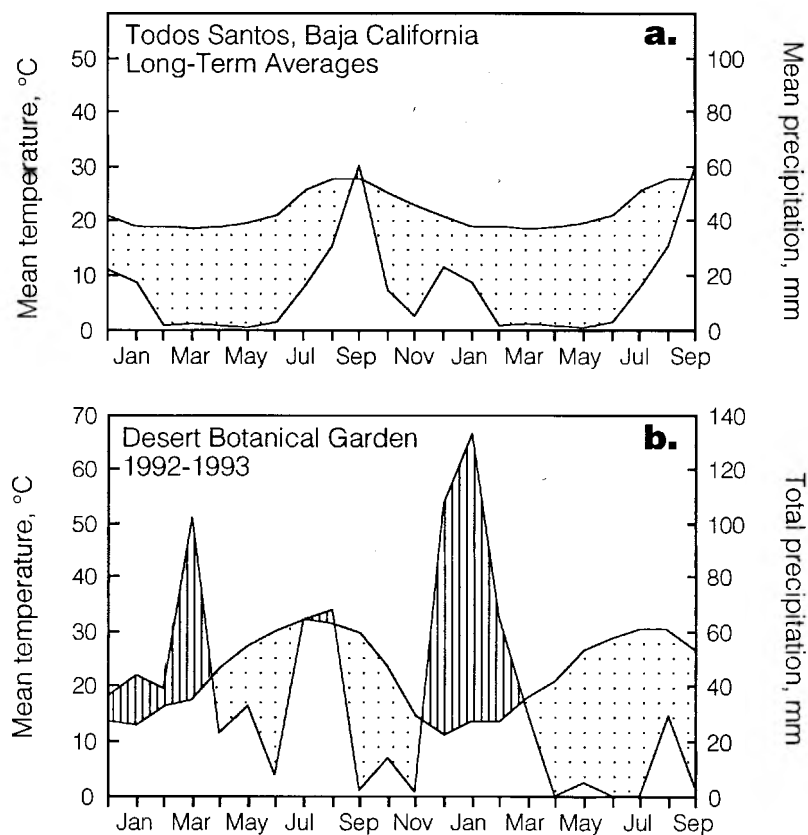 Todos Santos, Baja California
Long-Term Averages
a.
Mean temperature, °C
50
40
30
20
10
0
Mean precipitation, mm
100
80
60
40
20
0
Jan Mar May Jul Sep Nov Jan Mar May Jul Sep
Desert Botanical Garden
1992-1993
b.
Mean temperature, °C
70
60
50
40
30
20
10
0
Total precipitation, mm
140
120
100
80
60
40
20
0
Jan Mar May Jul Sep Nov Jan Mar May Jul Sep